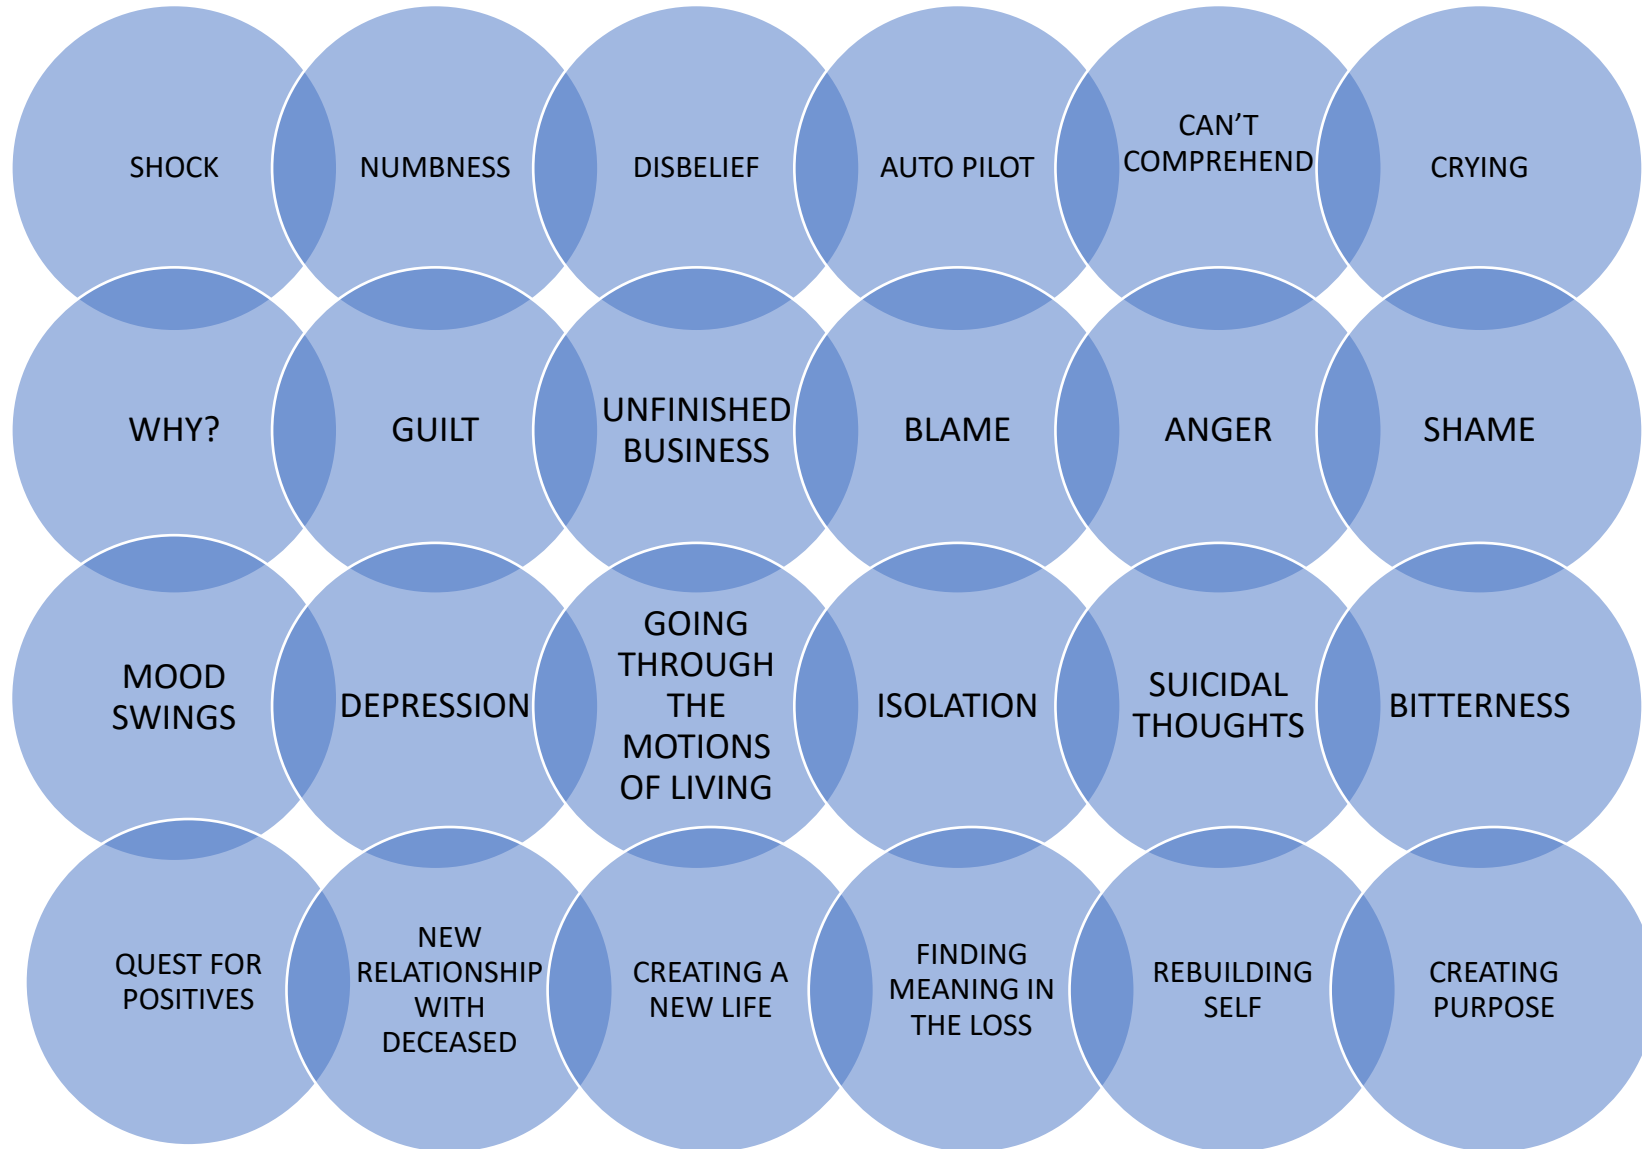 SHOCK
NUMBNESS
DISBELIEF
AUTO PILOT
CAN’T
COMPREHEND
CRYING
WHY?
GUILT
UNFINISHED
BUSINESS
BLAME
ANGER
SHAME
MOOD
SWINGS
DEPRESSION
GOING
THROUGH
THE
MOTIONS
OF LIVING
ISOLATION
SUICIDAL
THOUGHTS
BITTERNESS
QUEST FOR
POSITIVES
NEW
RELATIONSHIP
WITH
DECEASED
CREATING A
NEW LIFE
FINDING
MEANING IN
THE LOSS
REBUILDING
SELF
CREATING
PURPOSE